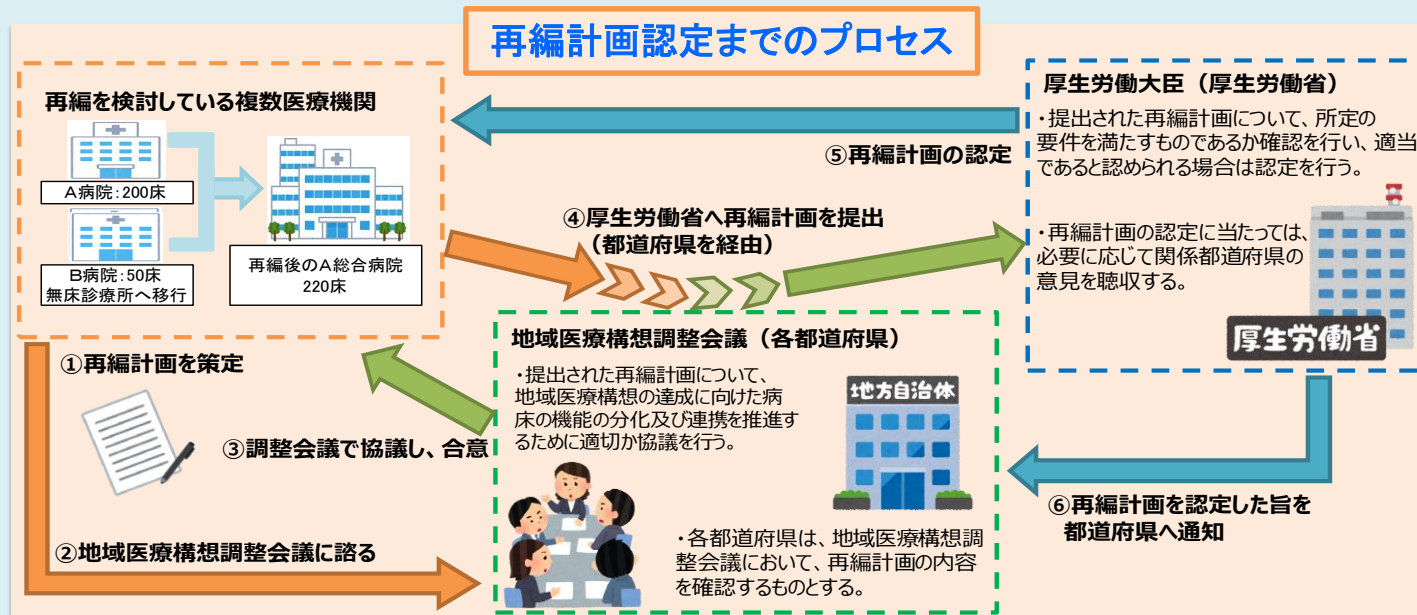 再編計画認定までのプロセス
再編を検討している複数医療機関
A病院:200床
B病院:50床
無床診療所へ移行
再編後のA総合病院
220床
厚生労働大臣（厚生労働省）
・提出された再編計画について、所定の
要件を満たすものであるか確認を行い、適当
であると認められる場合は認定を行う。
・再編計画の認定に当たっては、
必要に応じて関係都道府県の
意見を聴収する。
厚生労働省
⑤再編計画の認定
④厚生労働省へ再編計画を提出
（都道府県を経由）
①再編計画を策定
③調整会議で協議し、合意
②地域医療構想調整会議に諮る
地域医療構想調整会議（各都道府県）
・提出された再編計画について、
地域医療構想の達成に向けた病
床の機能の分化及び連携を推進す
るために適切か協議を行う。
地方自治体
・各都道府県は、地域医療構想調
整会議において、再編計画の内容
を確認するものとする。
⑥再編計画を認定した旨を
都道府県へ通知